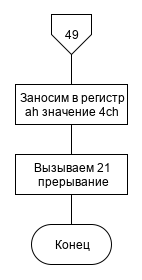 49
Заносим в регистр
ah значение 4ch
Вызываем 21
прерывание
Конец